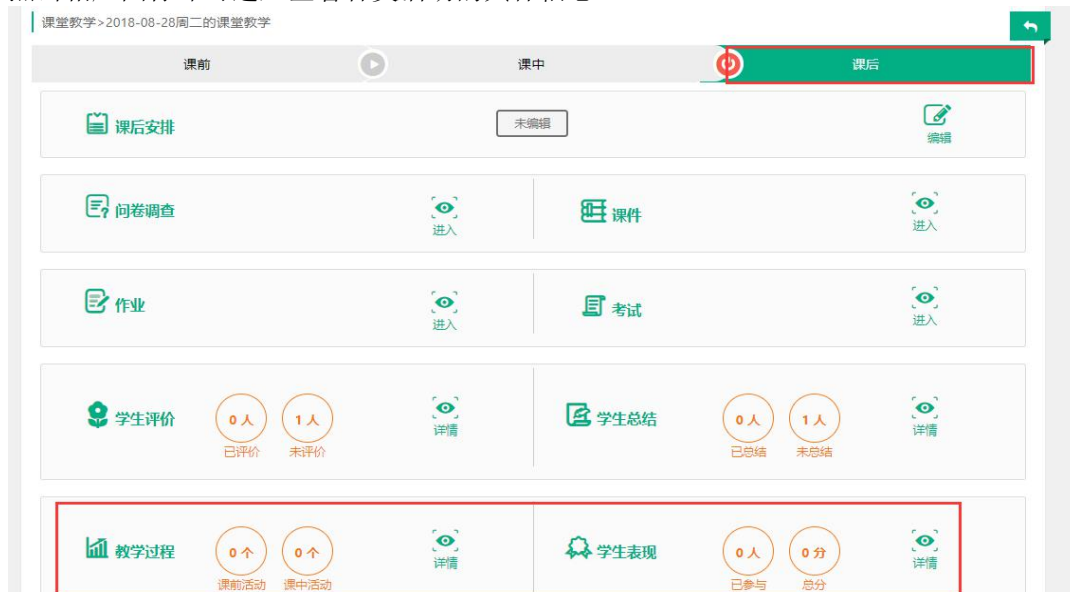 课堂教学>2018-08-28周二的课堂教学
课前 课中 课后
课后安排 未编辑 编辑
问卷调查 进入 课件 进入
作业 进入 考试 进入
学生评价 0人 1人 详情 学生总结 0人 1人 详情
已评价 未评价 已总结 未总结
教学过程 0个 0个 详情 学生表现 0人 0分 详情
课前活动 课中活动 已参与 总分